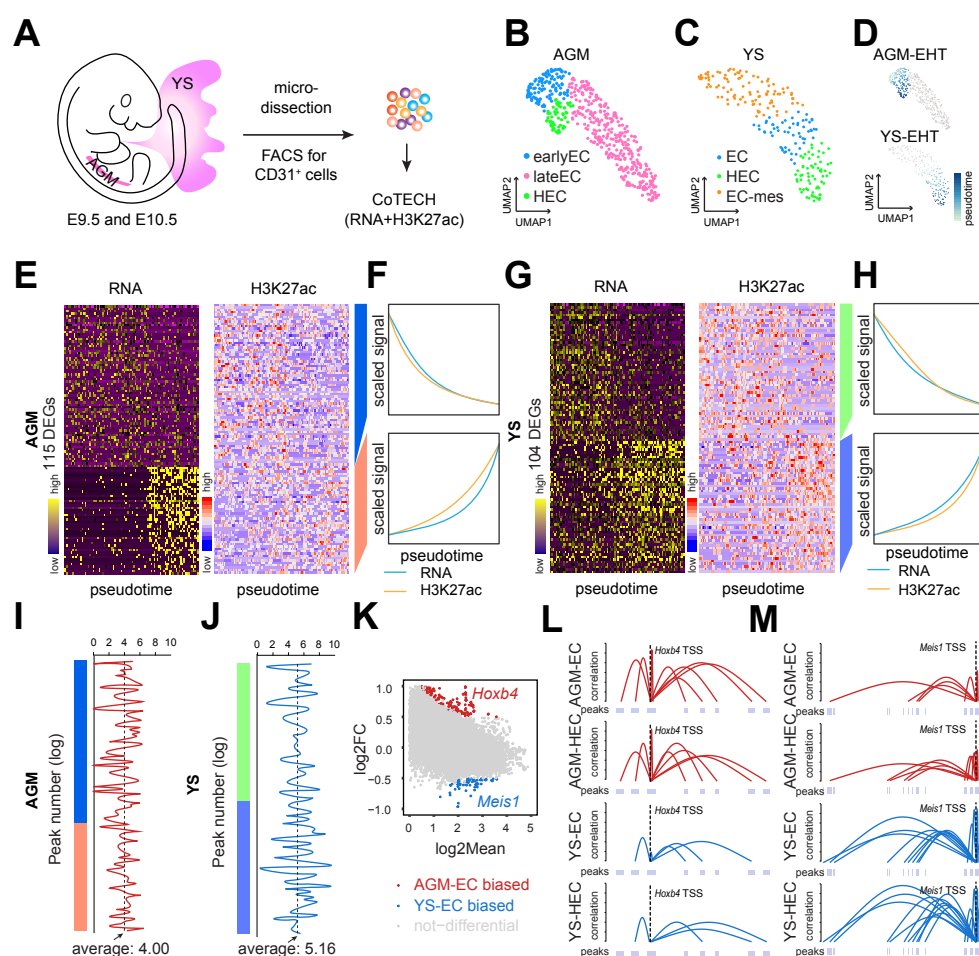 A
YS
AGM
E9.5 and E10.5
micro-
dissection
FACS for
CD31⁺ cells
CoTECH
(RNA+H3K27ac)
B
AGM
earlyEC
lateEC
HEC
UMAP2
UMAP1
C
YS
EC
HEC
EC-mes
UMAP2
UMAP1
D
AGM-EHT
YS-EHT
UMAP2
UMAP1
pseudotime
E
RNA
H3K27ac
AGM
115 DEGs
high
low
high
low
pseudotime
F
scaled signal
scaled signal
pseudotime
RNA
H3K27ac
G
RNA
H3K27ac
YS
104 DEGs
high
low
high
low
pseudotime
H
scaled signal
scaled signal
pseudotime
RNA
H3K27ac
I
0 2 4 6 8 10
AGM
Peak number (log)
average: 4.00
J
0 2 4 6 8 10
YS
Peak number (log)
average: 5.16
K
1.0
0.5
0.0
−0.5
−1.0
log2FC
Hoxb4
Meis1
0 1 2 3 4 5
log2Mean
AGM-EC biased
YS-EC biased
not−differential
L
AGM-EC
correlation
Hoxb4 TSS
peaks
AGM-HEC
correlation
Hoxb4 TSS
peaks
YS-EC
correlation
Hoxb4 TSS
peaks
YS-HEC
correlation
Hoxb4 TSS
peaks
M
AGM-EC
correlation
Meis1 TSS
peaks
AGM-HEC
correlation
Meis1 TSS
peaks
YS-EC
correlation
Meis1 TSS
peaks
YS-HEC
correlation
Meis1 TSS
peaks